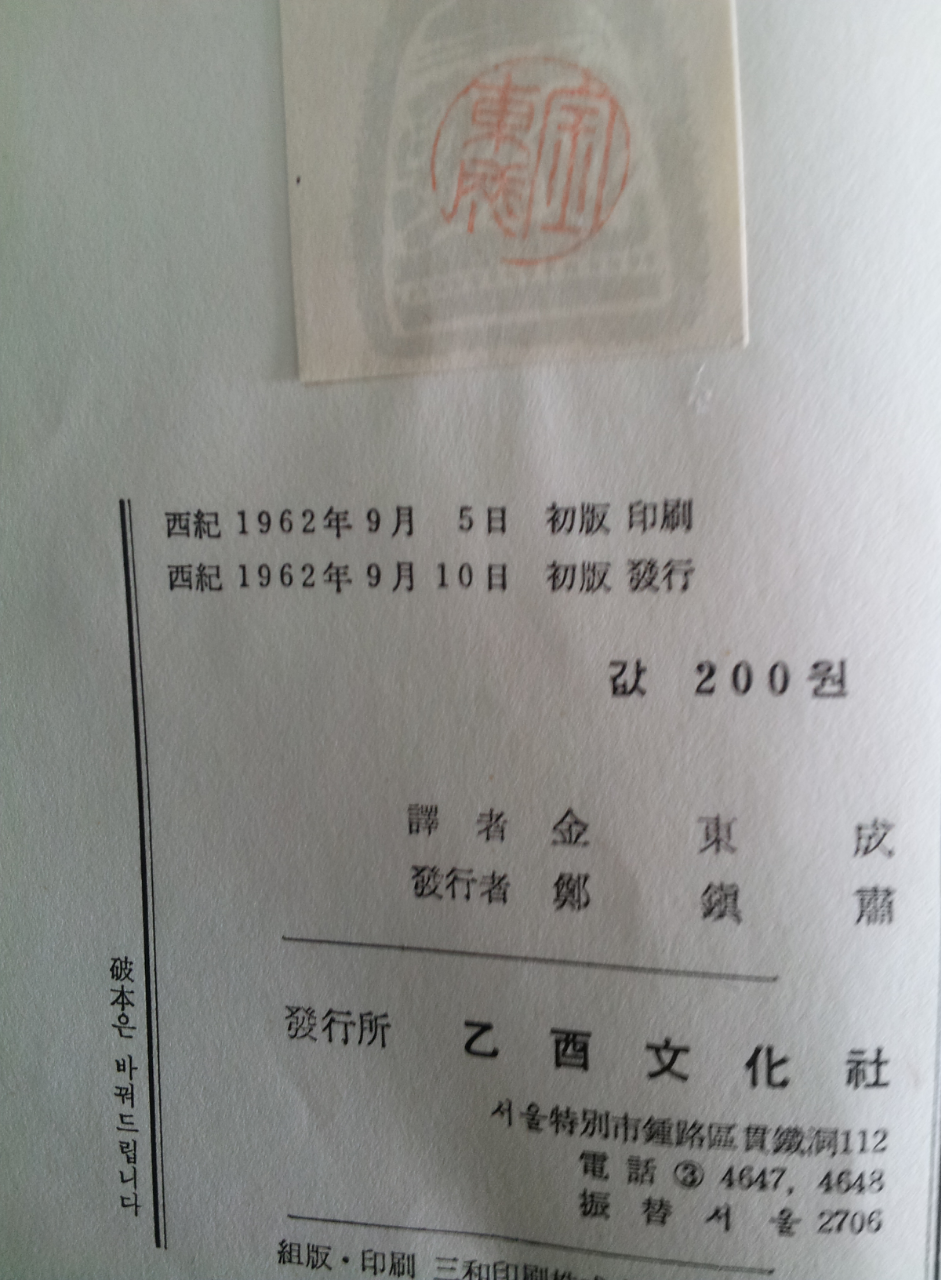 西紀 1962年 9月 5日 初版 印刷
西紀 1962年 9月 10日 初版 發行
값 200원
譯者 金東成
發行者 鄭鎭肅
發行所 乙酉文化社
서울特別市鍾路區貫鐵洞112
電話 ③ 4647, 4648
振替 서울 2706
組版・印刷 三和印刷株式
破本은 바꿔드립니다